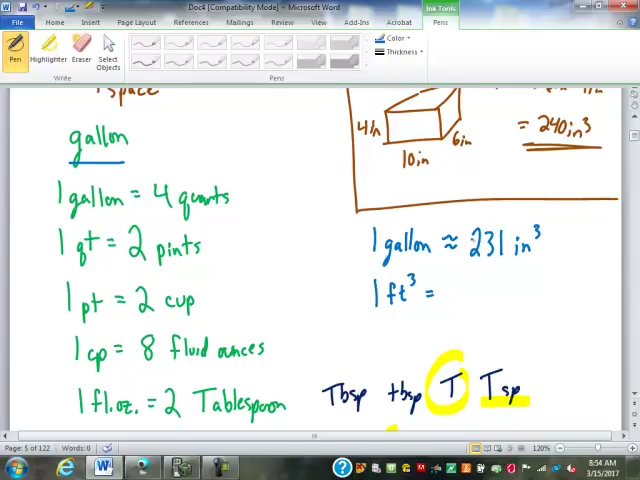 Doc4 [Compatibility Mode] - Microsoft Word
Ink Tools
File Home Insert Page Layout References Mailings Review View Add-Ins Acrobat Pens
Pen Highlighter Eraser Select Objects
Color
Thickness
Write Pens
space
gallon
1 gallon = 4 quarts
1 qt = 2 pints
1 pt = 2 cup
1 cp = 8 fluid ounces
1 fl.oz. = 2 Tablespoon
4in
6in
10in
= 240in³
1 gallon ≈ 231 in³
1 ft³ =
Tbsp tbsp T Tsp
Page: 5 of 122 Words: 0 120%
8:54 AM
3/15/2017